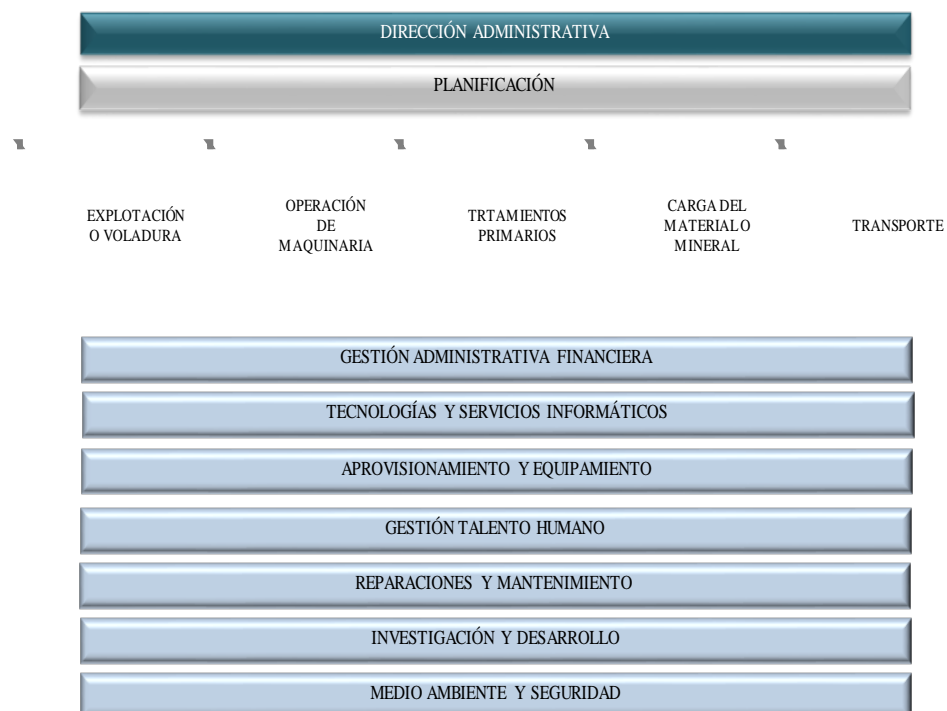 DIRECCIÓN ADMINISTRATIVA
PLANIFICACIÓN
EXPLOTACIÓN
O VOLADURA
OPERACIÓN
DE
MAQUINARIA
TRTAMIENTOS
PRIMARIOS
CARGA DEL
MATERIAL O
MINERAL
TRANSPORTE
GESTIÓN ADMINISTRATIVA FINANCIERA
TECNOLOGÍAS Y SERVICIOS INFORMÁTICOS
APROVISIONAMIENTO Y EQUIPAMIENTO
GESTIÓN TALENTO HUMANO
REPARACIONES Y MANTENIMIENTO
INVESTIGACIÓN Y DESARROLLO
MEDIO AMBIENTE Y SEGURIDAD